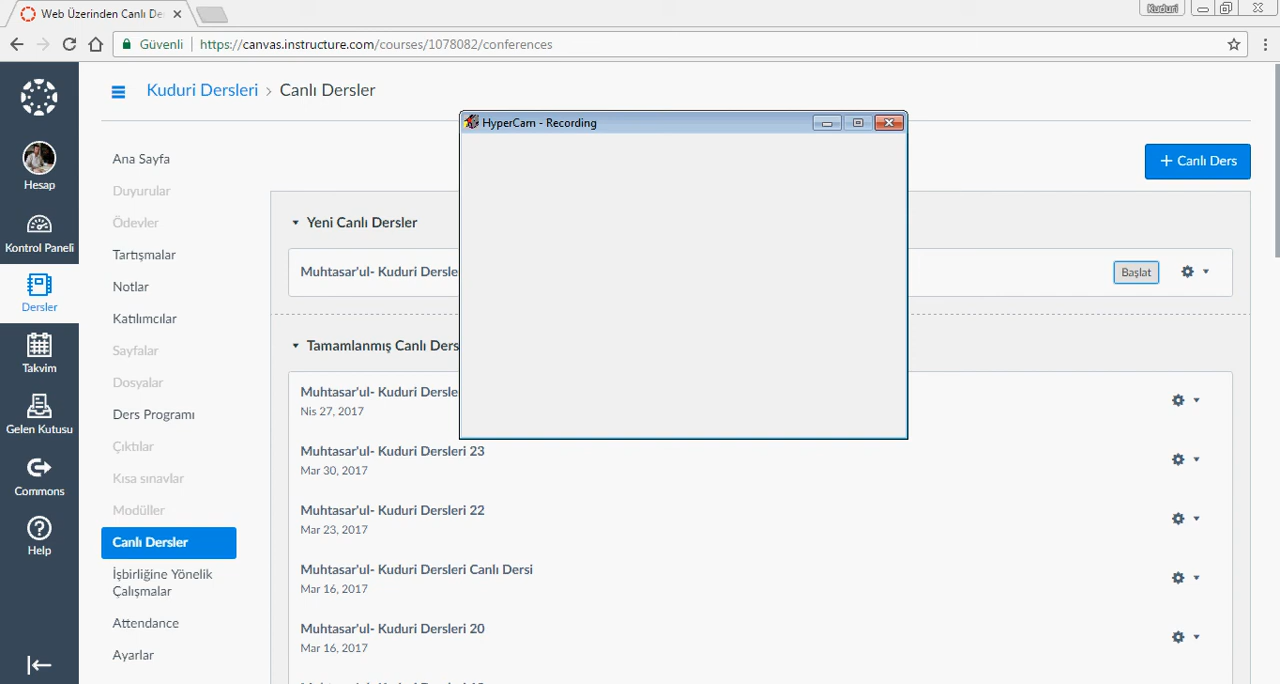 Web Üzerinden Canlı De
Kuduri
Güvenli
https://canvas.instructure.com/courses/1078082/conferences
Kuduri Dersleri > Canlı Dersler
HyperCam - Recording
+ Canlı Ders
Hesap
Kontrol Paneli
Dersler
Takvim
Gelen Kutusu
Commons
Help
Ana Sayfa
Duyurular
Ödevler
Tartışmalar
Notlar
Katılımcılar
Sayfalar
Dosyalar
Ders Programı
Çıktılar
Kısa sınavlar
Modüller
Canlı Dersler
İşbirliğine Yönelik
Çalışmalar
Attendance
Ayarlar
Yeni Canlı Dersler
Muhtasar'ul- Kuduri Dersle
Başlat
Tamamlanmış Canlı Ders
Muhtasar'ul- Kuduri Dersle
Nis 27, 2017
Muhtasar'ul- Kuduri Dersleri 23
Mar 30, 2017
Muhtasar'ul- Kuduri Dersleri 22
Mar 23, 2017
Muhtasar'ul- Kuduri Dersleri Canlı Dersi
Mar 16, 2017
Muhtasar'ul- Kuduri Dersleri 20
Mar 16, 2017